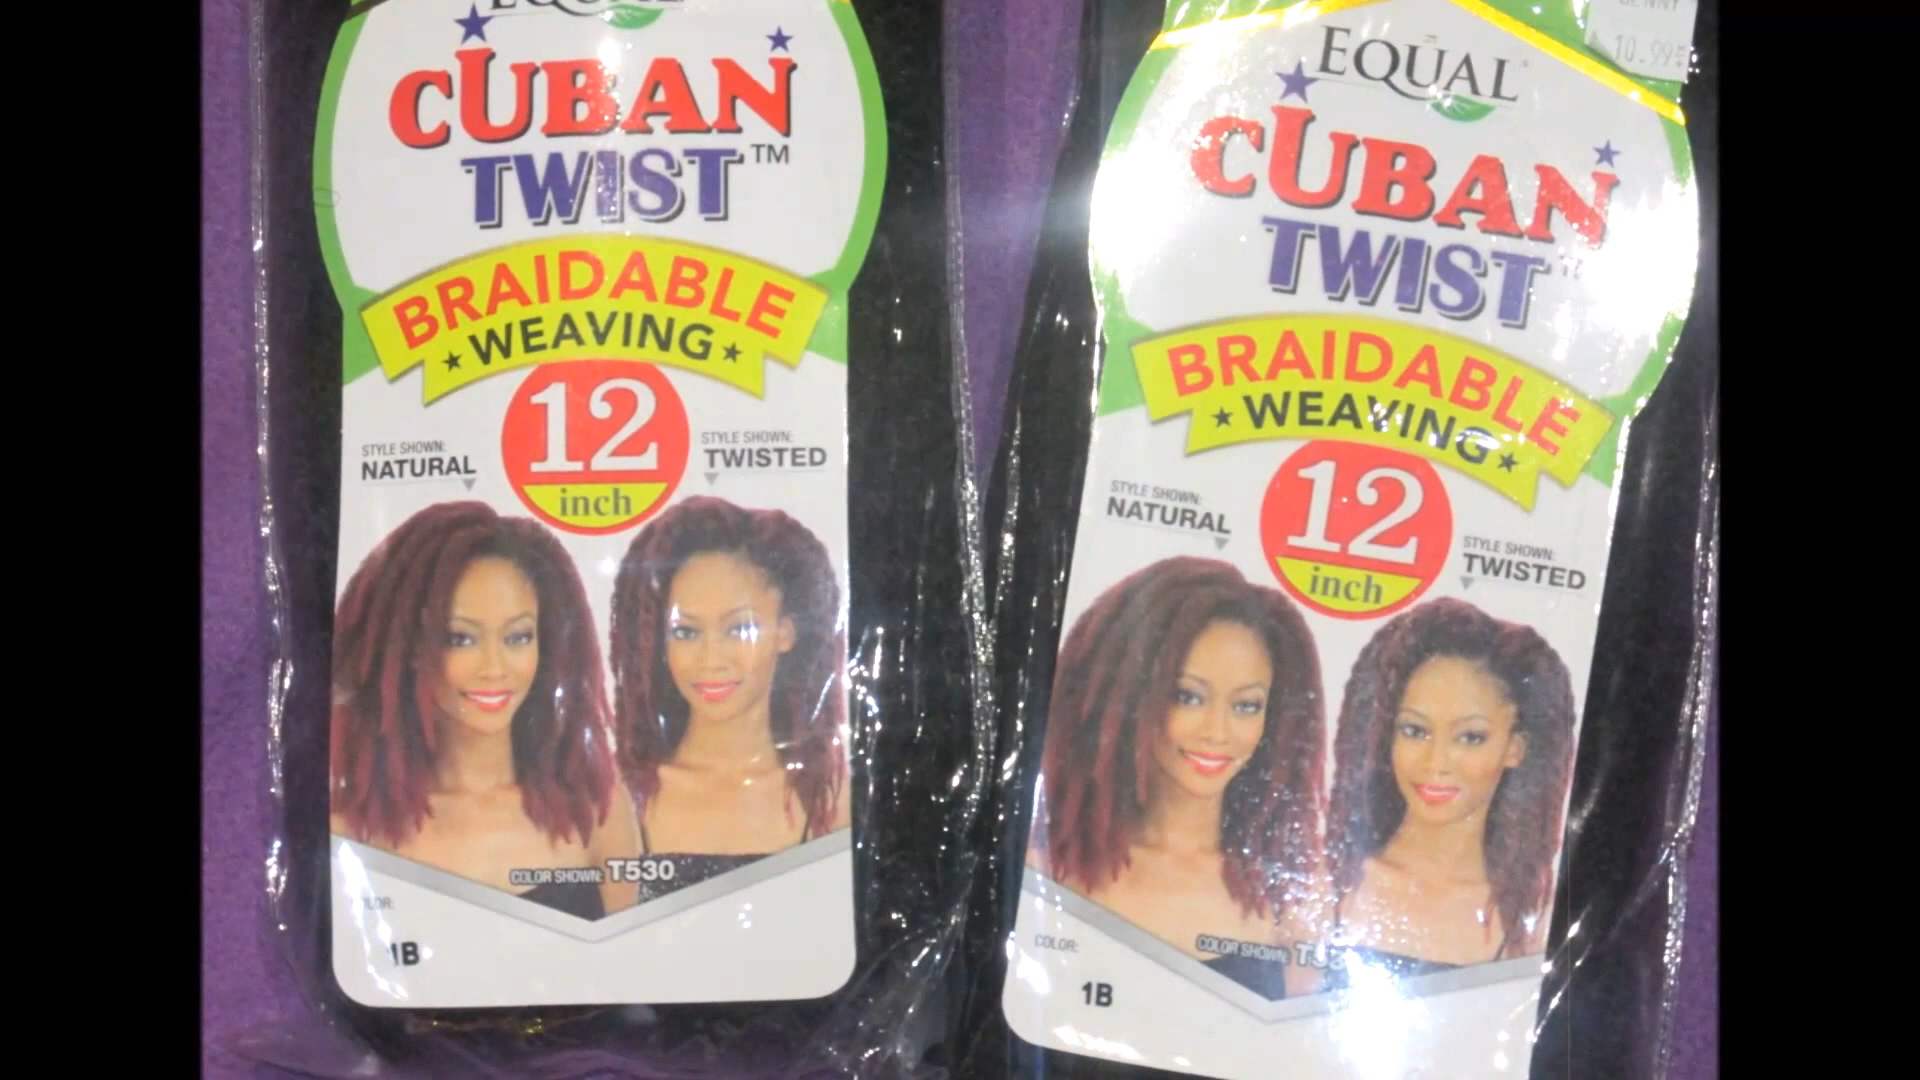 EQUAL
CUBAN
TWIST™
BRAIDABLE
WEAVING
12
inch
STYLE SHOWN:
NATURAL
STYLE SHOWN:
TWISTED
COLOR SHOWN: T530
1B
10.99
EQUAL
CUBAN
TWIST
BRAIDABLE
WEAVING
12
inch
STYLE SHOWN:
NATURAL
STYLE SHOWN:
TWISTED
COLOR SHOWN:
COLOR:
1B